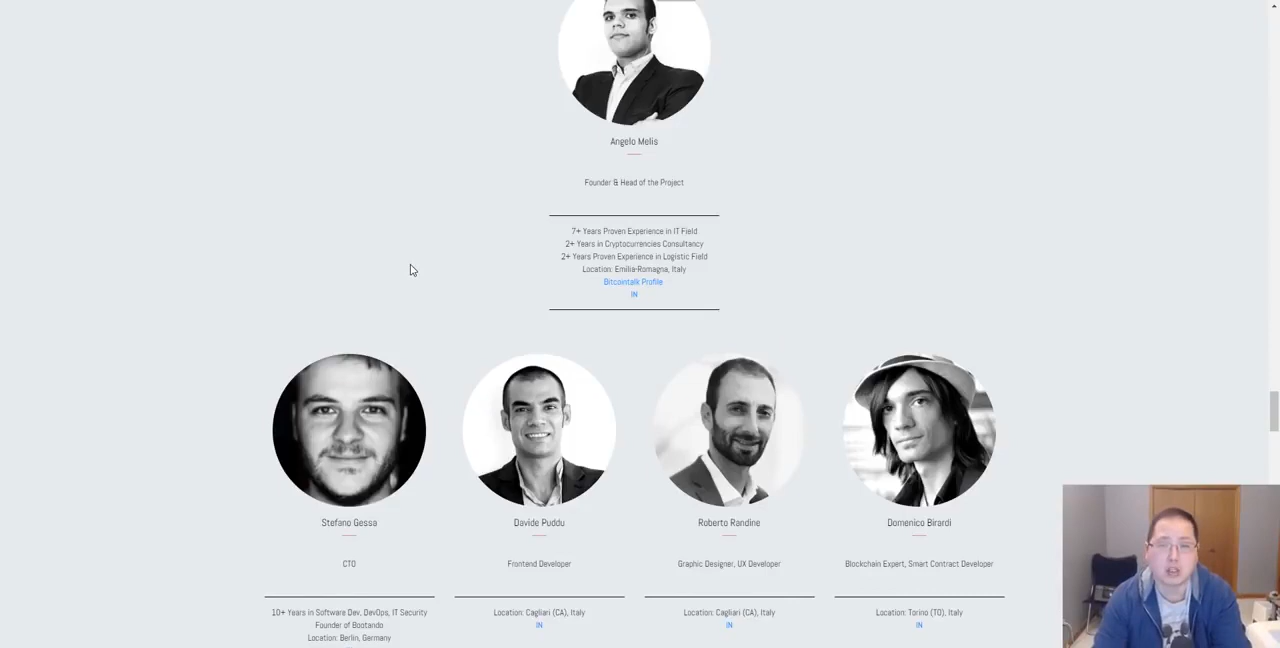 Angelo Melis
Founder & Head of the Project
7+ Years Proven Experience in IT Field
2+ Years in Cryptocurrencies Consultancy
2+ Years Proven Experience in Logistic Field
Location: Emilia-Romagna, Italy
Bitcointalk Profile
IN
Stefano Gessa
CTO
10+ Years in Software Dev, DevOps, IT Security
Founder of Bootando
Location: Berlin, Germany
Davide Puddu
Frontend Developer
Location: Cagliari (CA), Italy
IN
Roberto Randine
Graphic Designer, UX Developer
Location: Cagliari (CA), Italy
IN
Domenico Birardi
Blockchain Expert, Smart Contract Developer
Location: Torino (TO), Italy
IN